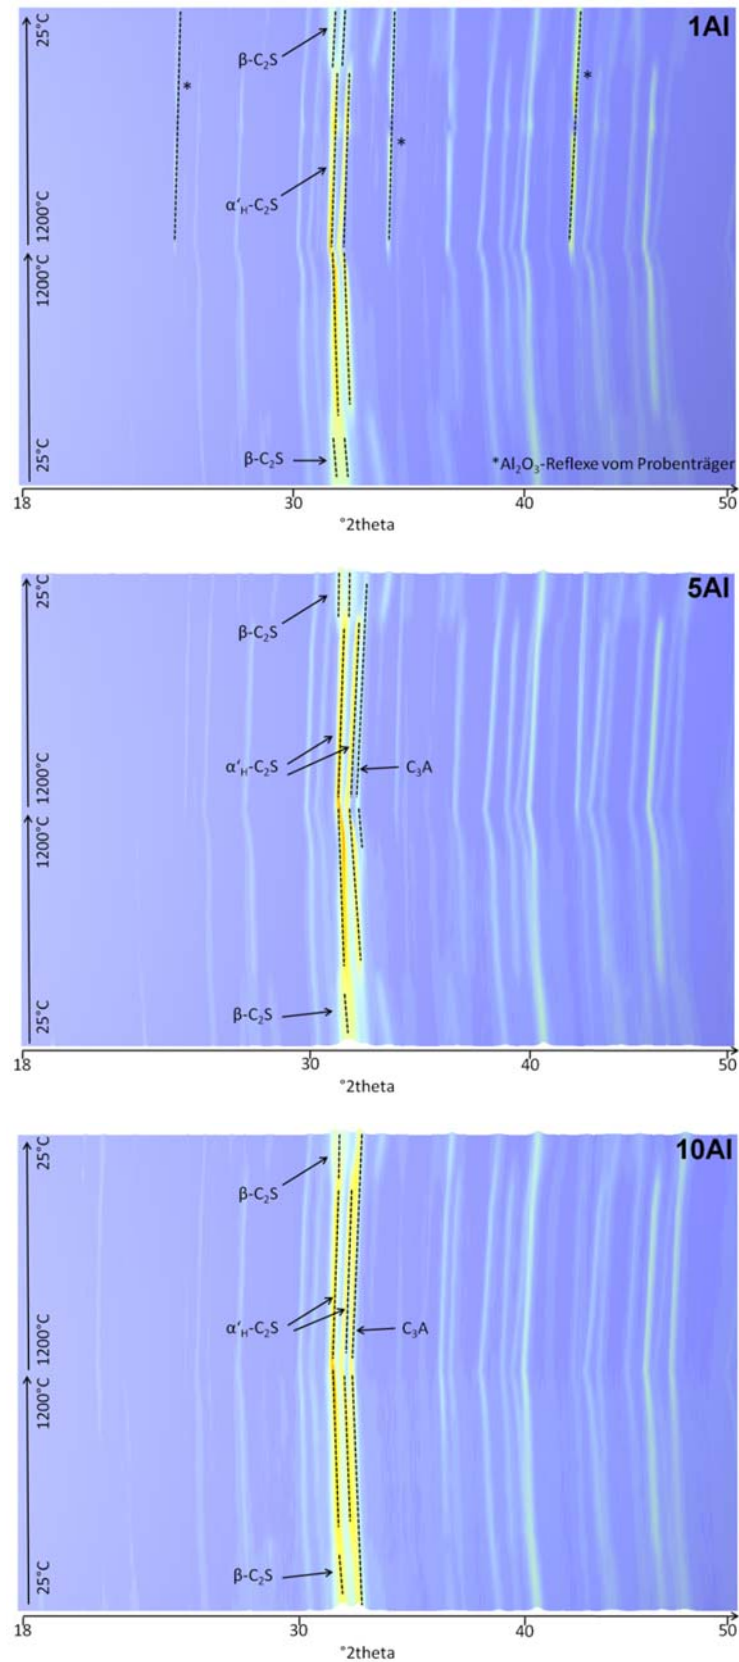 1Al
25°C
β-C₂S
*
*
*
α'H-C₂S
1200°C
1200°C
β-C₂S
*Al₂O₃-Reflexe vom Probenträger
25°C
18 30 40 50
°2theta
5Al
25°C
β-C₂S
α'H-C₂S
C₃A
1200°C
1200°C
β-C₂S
25°C
18 30 40 50
°2theta
10Al
25°C
β-C₂S
α'H-C₂S
C₃A
1200°C
1200°C
β-C₂S
25°C
18 30 40 50
°2theta